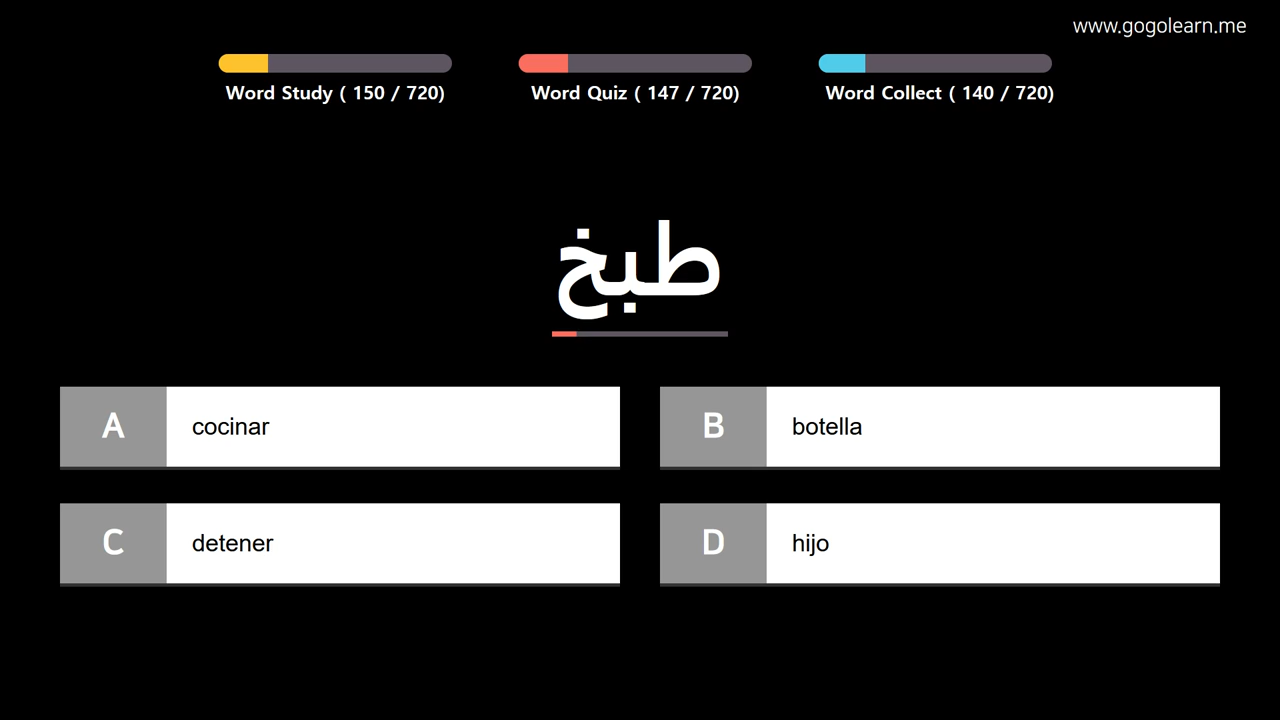 www.gogolearn.me
Word Study ( 150 / 720)
Word Quiz ( 147 / 720)
Word Collect ( 140 / 720)
طبخ
A cocinar
B botella
C detener
D hijo